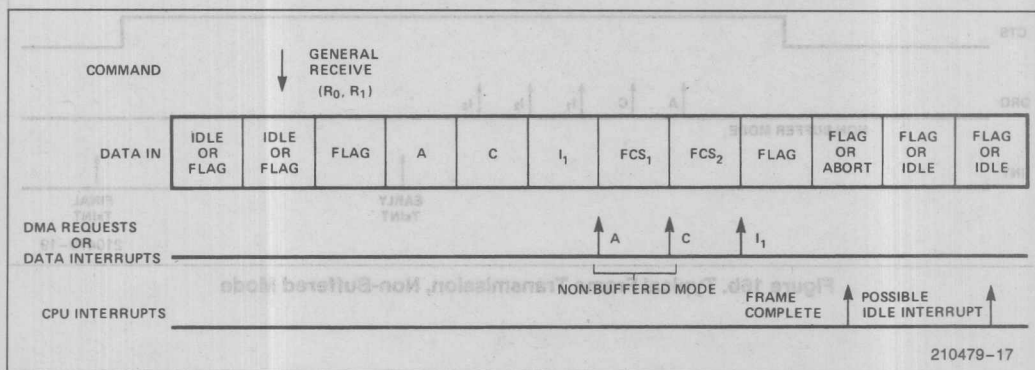 GENERAL
RECEIVE
(R0, R1)
COMMAND
DATA IN
IDLE OR FLAG
IDLE OR FLAG
FLAG
A
C
I1
FCS1
FCS2
FLAG
FLAG OR ABORT
FLAG OR IDLE
FLAG OR IDLE
DMA REQUESTS
OR
DATA INTERRUPTS
A
C
I1
NON-BUFFERED MODE
CPU INTERRUPTS
FRAME
COMPLETE
POSSIBLE
IDLE INTERRUPT
210479-17